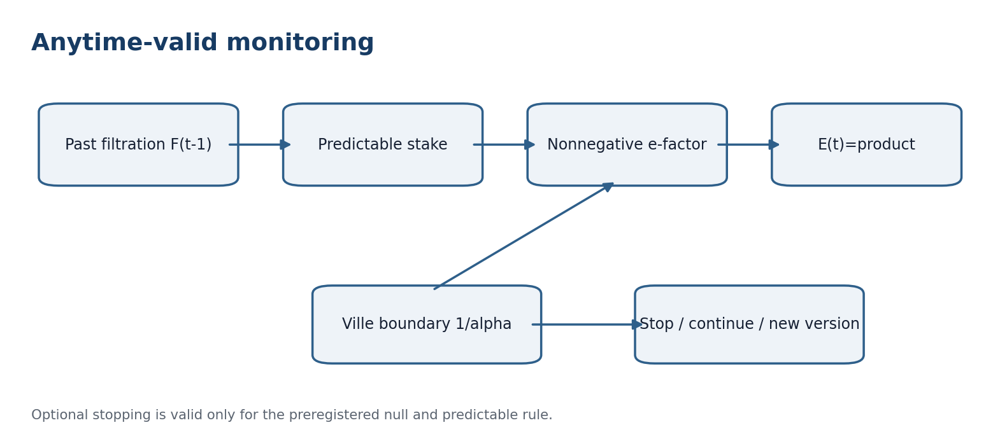 Anytime-valid monitoring
Past filtration F(t-1)
Predictable stake
Nonnegative e-factor
E(t)=product
Ville boundary 1/alpha
Stop / continue / new version
Optional stopping is valid only for the preregistered null and predictable rule.